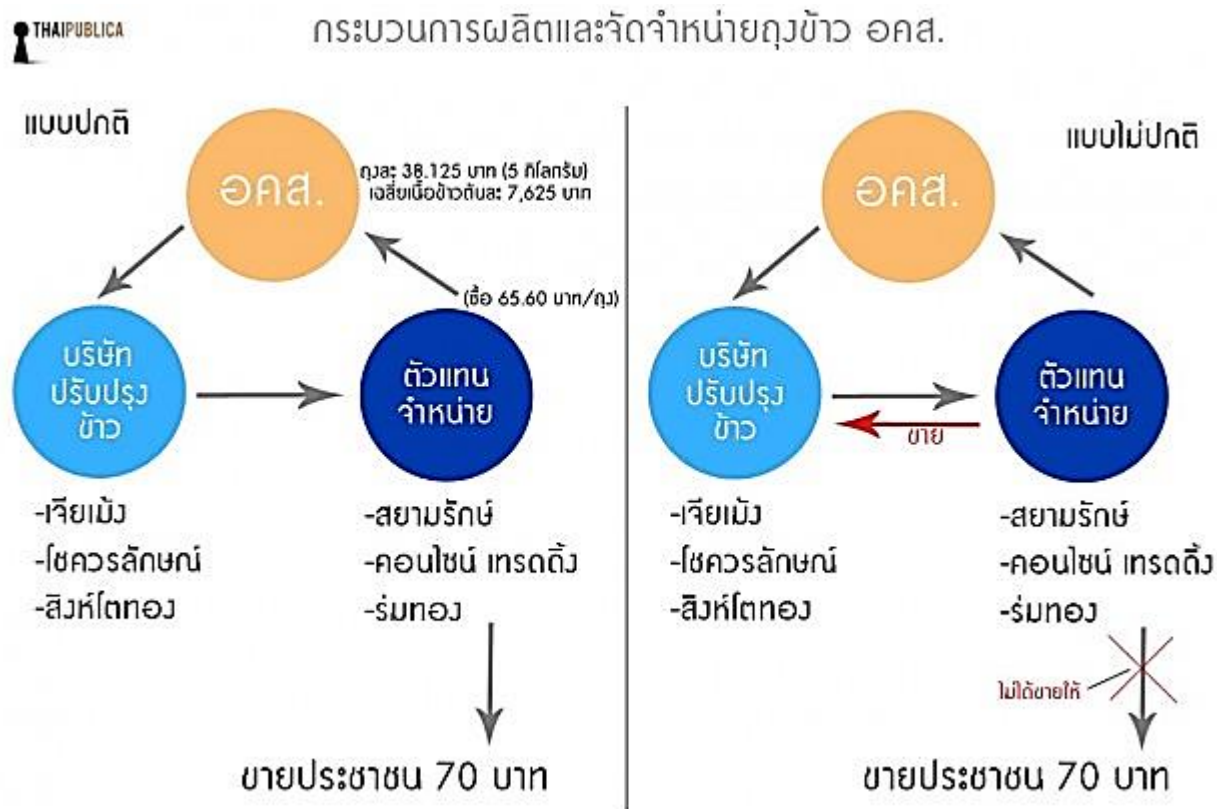 THAIPUBLICA
กระบวนการผลิตและจัดจำหน่ายถุงข้าว อคส.
แบบปกติ
อคส.
ถุงละ 38.125 บาท (5 กิโลกรัม)
เฉลี่ยเนื้อข้าวตันละ 7,625 บาท
(ซื้อ 65.60 บาท/ถุง)
บริษัท
ปรับปรุง
ข้าว
ตัวแทน
จำหน่าย
-เจียเม้ง
-โชควรลักษณ์
-สิงห์โตทอง
-สยามรักษ์
-คอนไซน์ เทรดดิ้ง
-ร่มทอง
ขายประชาชน 70 บาท
แบบไม่ปกติ
อคส.
บริษัท
ปรับปรุง
ข้าว
ขาย
ตัวแทน
จำหน่าย
-เจียเม้ง
-โชควรลักษณ์
-สิงห์โตทอง
-สยามรักษ์
-คอนไซน์ เทรดดิ้ง
-ร่มทอง
ไม่ได้ขายให้
ขายประชาชน 70 บาท